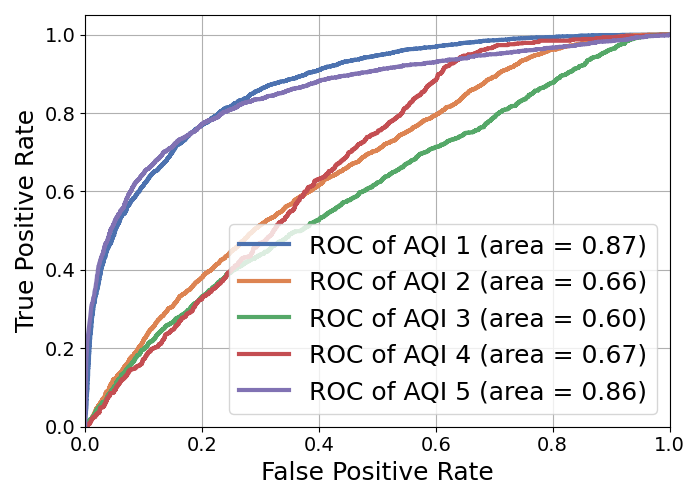 1.0
0.8
0.6
0.4
0.2
0.0
True Positive Rate
ROC of AQI 1 (area = 0.87)
ROC of AQI 2 (area = 0.66)
ROC of AQI 3 (area = 0.60)
ROC of AQI 4 (area = 0.67)
ROC of AQI 5 (area = 0.86)
0.0 0.2 0.4 0.6 0.8 1.0
False Positive Rate